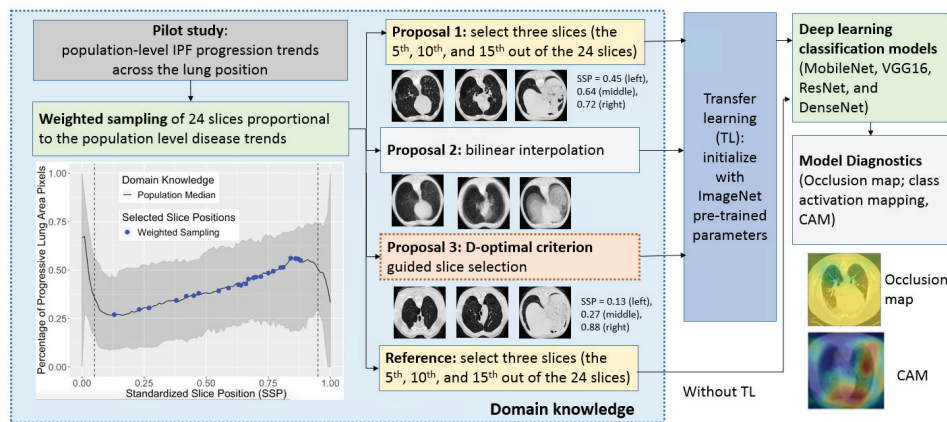 Pilot study:
population-level IPF progression trends
across the lung position
Weighted sampling of 24 slices proportional
to the population level disease trends
Percentage of Progressive Lung Area Pixels
1.00
0.75
0.50
0.25
0.00
Domain Knowledge
Population Median
Selected Slice Positions
Weighted Sampling
0.00
0.25
0.50
0.75
1.00
Standardized Slice Position (SSP)
Proposal 1: select three slices (the
5th, 10th, and 15th out of the 24 slices)
SSP = 0.45 (left),
0.64 (middle),
0.72 (right)
Proposal 2: bilinear interpolation
Proposal 3: D-optimal criterion
guided slice selection
SSP = 0.13 (left),
0.27 (middle),
0.88 (right)
Reference: select three slices (the
5th, 10th, and 15th out of the 24 slices)
Domain knowledge
Transfer
learning
(TL):
initialize
with
ImageNet
pre-trained
parameters
Without TL
Deep learning
classification models
(MobileNet, VGG16,
ResNet, and
DenseNet)
Model Diagnostics
(Occlusion map; class
activation mapping,
CAM)
Occlusion
map
CAM